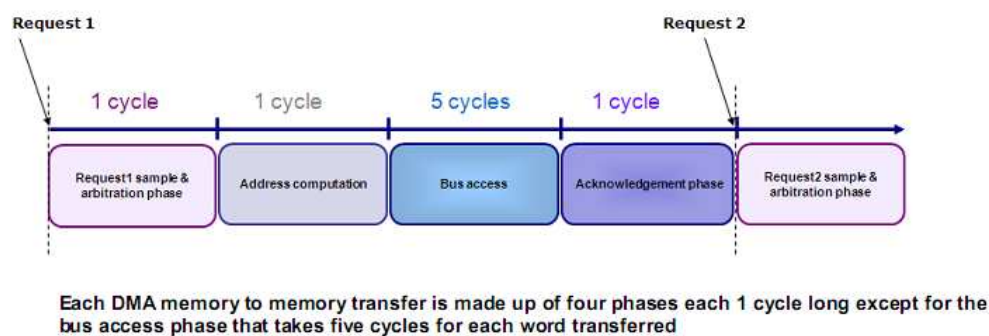 Request 1
Request 2
1 cycle
1 cycle
5 cycles
1 cycle
Request1 sample &
arbitration phase
Address computation
Bus access
Acknowledgement phase
Request2 sample &
arbitration phase
Each DMA memory to memory transfer is made up of four phases each 1 cycle long except for the
bus access phase that takes five cycles for each word transferred